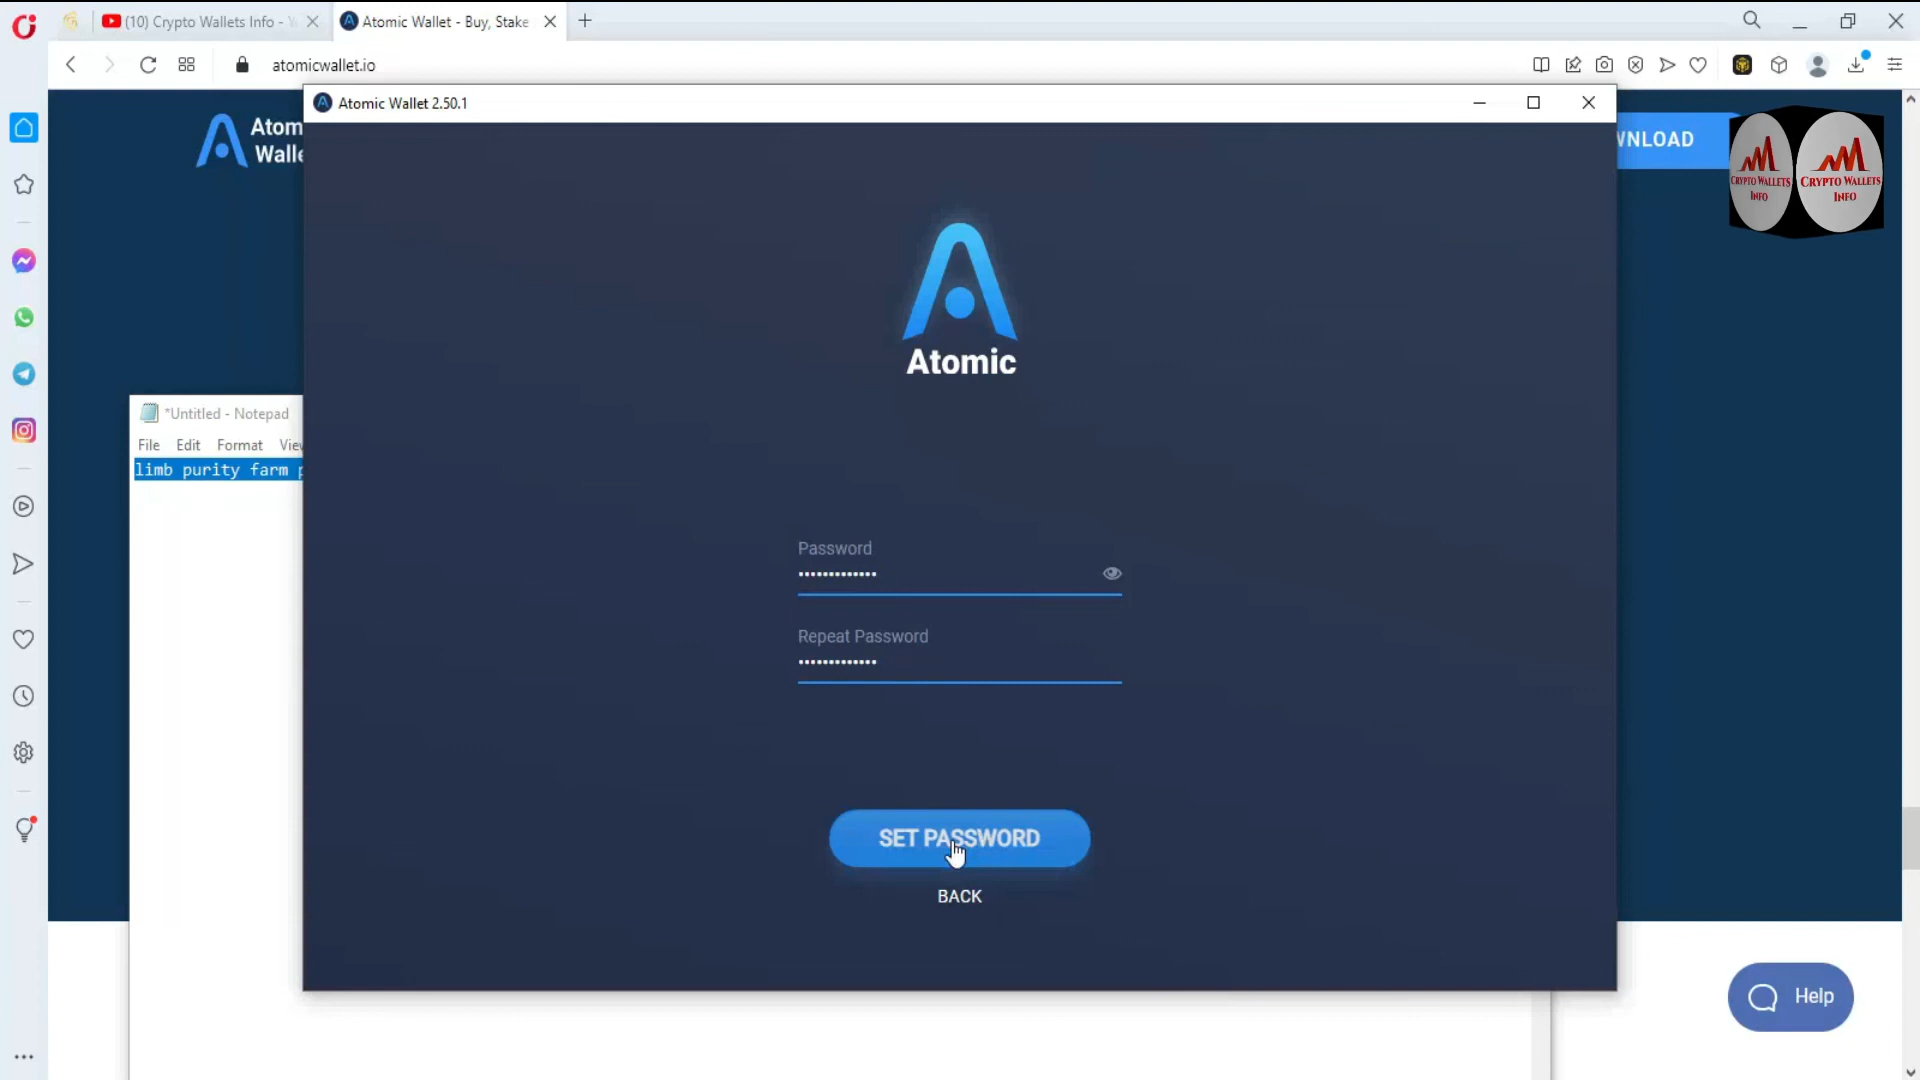 (10) Crypto Wallets Info -
Atomic Wallet - Buy, Stake
atomicwallet.io
Atomic Wallet 2.50.1
Atom
Walle
WNLOAD
CRYPTO WALLETS
INFO
CRYPTO WALLETS
INFO
Atomic
*Untitled - Notepad
File Edit Format View
limb purity farm p
Password
Repeat Password
SET PASSWORD
BACK
Help